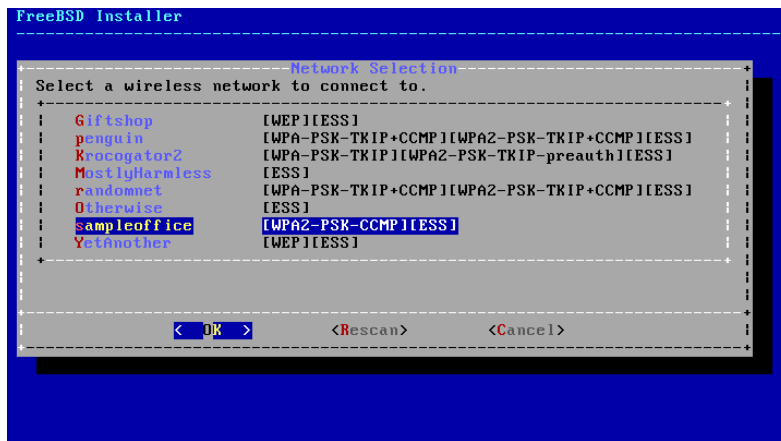 FreeBSD Installer
Network Selection
Select a wireless network to connect to.
Giftshop [WEP][ESS]
penguin [WPA-PSK-TKIP+CCMP][WPA2-PSK-TKIP+CCMP][ESS]
Krocogator2 [WPA-PSK-TKIP][WPA2-PSK-TKIP-preauth][ESS]
MostlyHarmless [ESS]
randomnet [WPA-PSK-TKIP+CCMP][WPA2-PSK-TKIP+CCMP][ESS]
Otherwise [ESS]
sampleoffice [WPA2-PSK-CCMP][ESS]
YetAnother [WEP][ESS]
< OK > <Rescan> <Cancel>